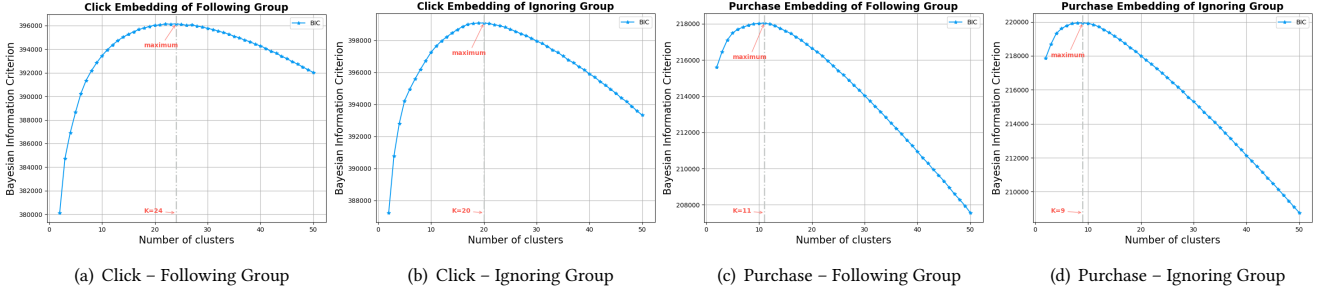 Click Embedding of Following Group
BIC
396000
394000
392000
390000
388000
386000
384000
382000
380000
maximum
K=24
0
10
20
30
40
50
Bayesian Information Criterion
Number of clusters
(a) Click – Following Group
Click Embedding of Ignoring Group
BIC
398000
396000
394000
392000
390000
388000
maximum
K=20
0
10
20
30
40
50
Bayesian Information Criterion
Number of clusters
(b) Click – Ignoring Group
Purchase Embedding of Following Group
BIC
218000
216000
214000
212000
210000
208000
maximum
K=11
0
10
20
30
40
50
Bayesian Information Criterion
Number of clusters
(c) Purchase – Following Group
Purchase Embedding of Ignoring Group
BIC
220000
218000
216000
214000
212000
210000
maximum
K=9
0
10
20
30
40
50
Bayesian Information Criterion
Number of clusters
(d) Purchase – Ignoring Group